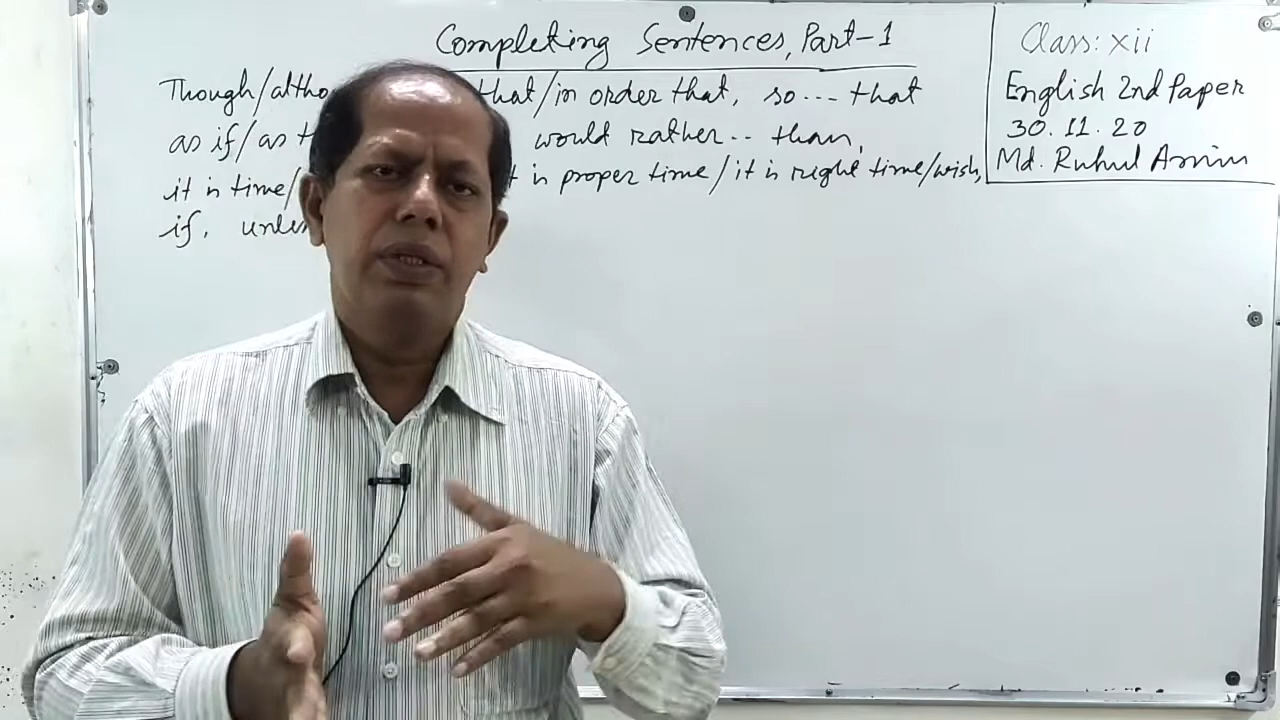 Completing Sentences, Part-1
Though/altho that/in order that, so --- that
as if/as t would rather -- than,
it is time/ t is proper time/it is right time/wish,
if, unles
Class: xii
English 2nd Paper
30.11.20
Md. Ruhul Amin